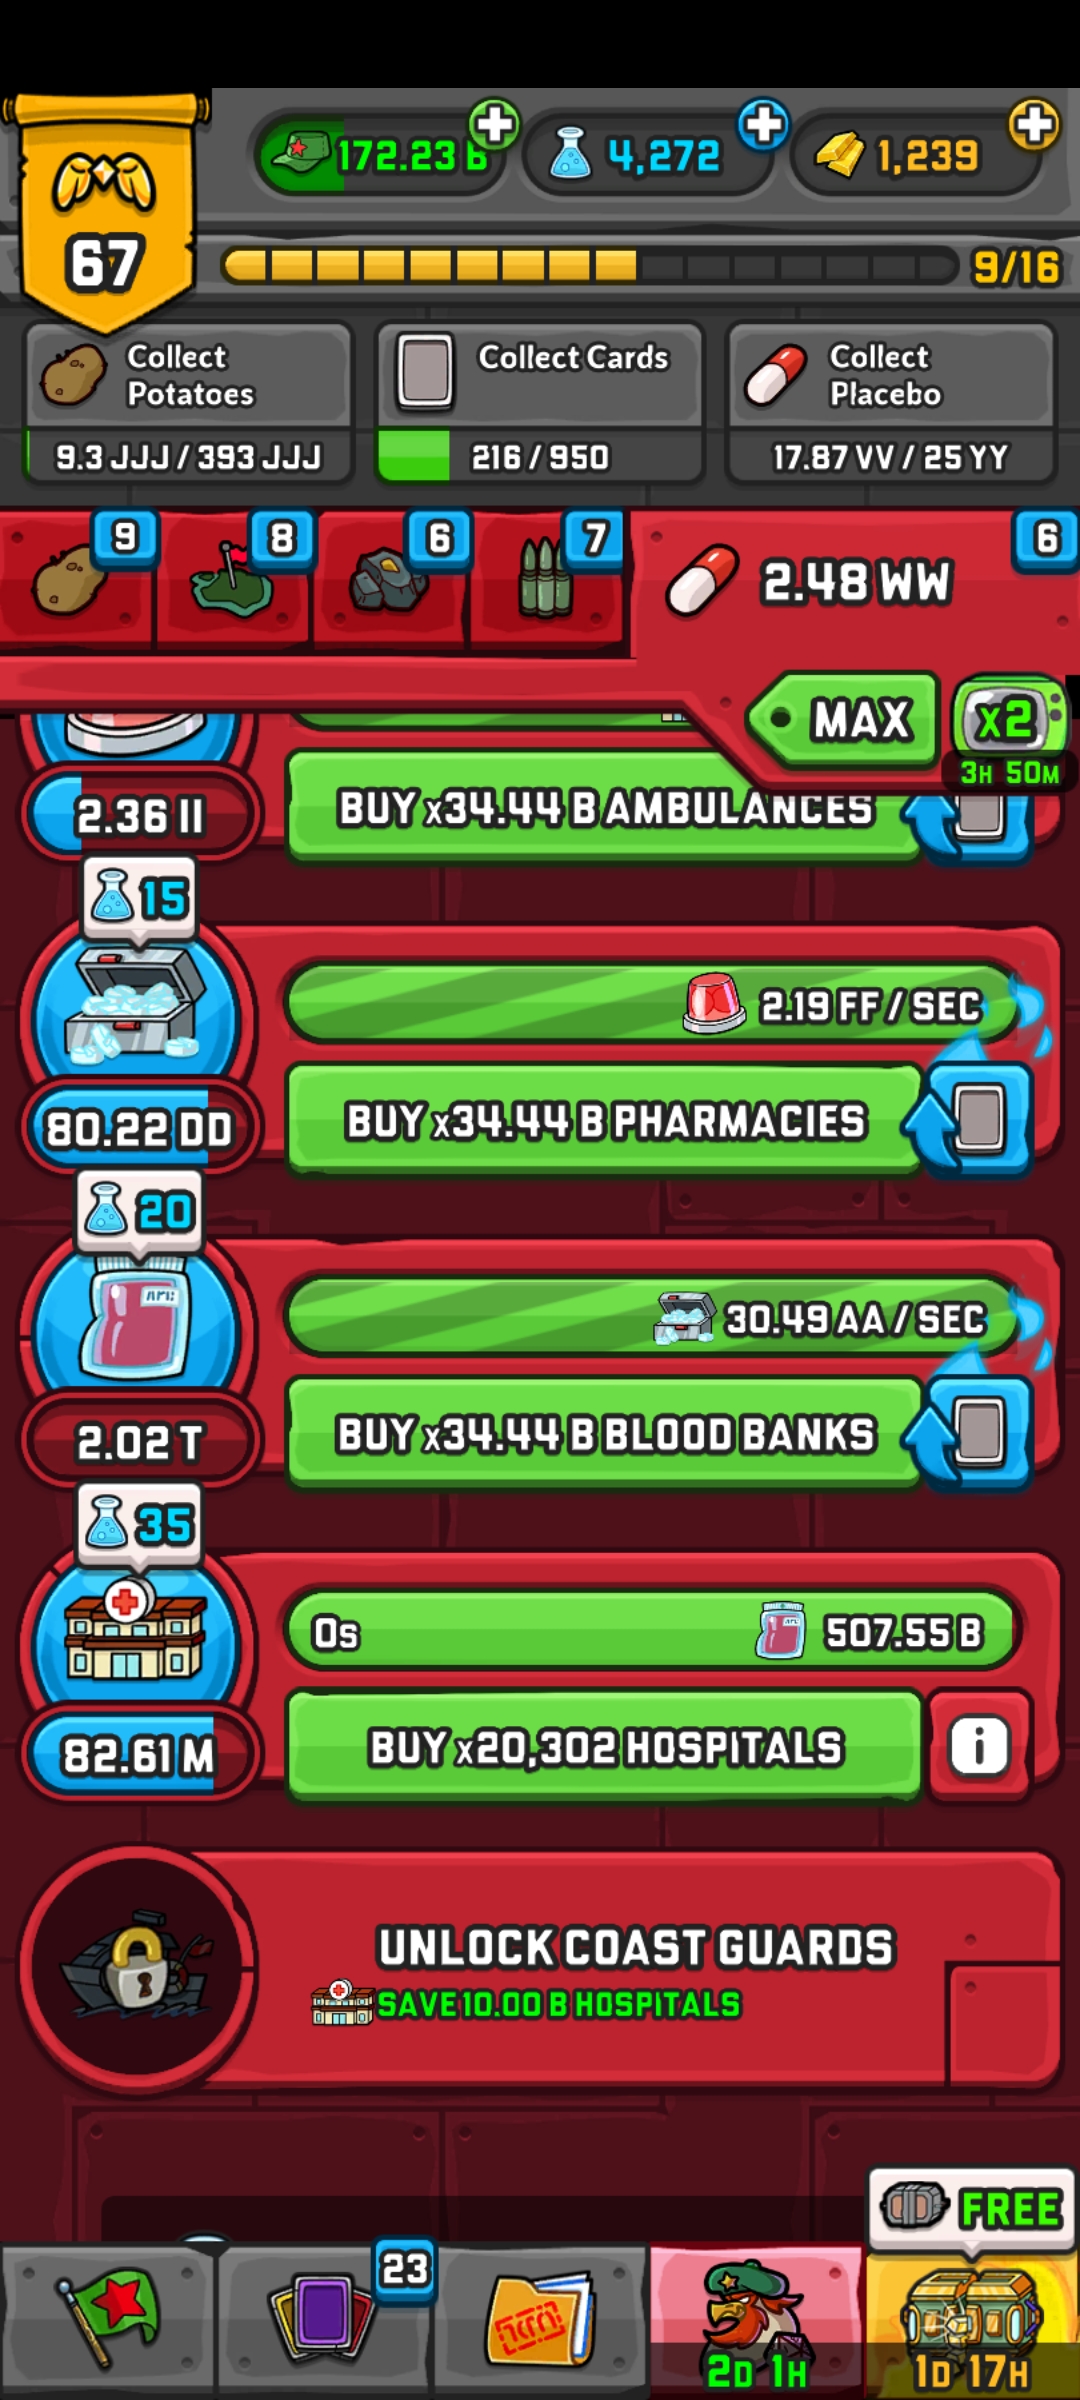 172.23 B
4,272
1,239
67
9/16
Collect
Potatoes
9.3 JJJ / 393 JJJ
Collect Cards
216 / 950
Collect
Placebo
17.87 VV / 25 YY
9
8
6
7
2.48 WW
6
MAX
x2
3H 50M
2.36 II
BUY x34.44 B AMBULANCES
15
2.19 FF / SEC
80.22 DD
BUY x34.44 B PHARMACIES
20
30.49 AA / SEC
2.02 T
BUY x34.44 B BLOOD BANKS
35
0s
507.55 B
82.61 M
BUY x20,302 HOSPITALS
i
UNLOCK COAST GUARDS
SAVE 10.00 B HOSPITALS
FREE
23
2D 1H
1D 17H